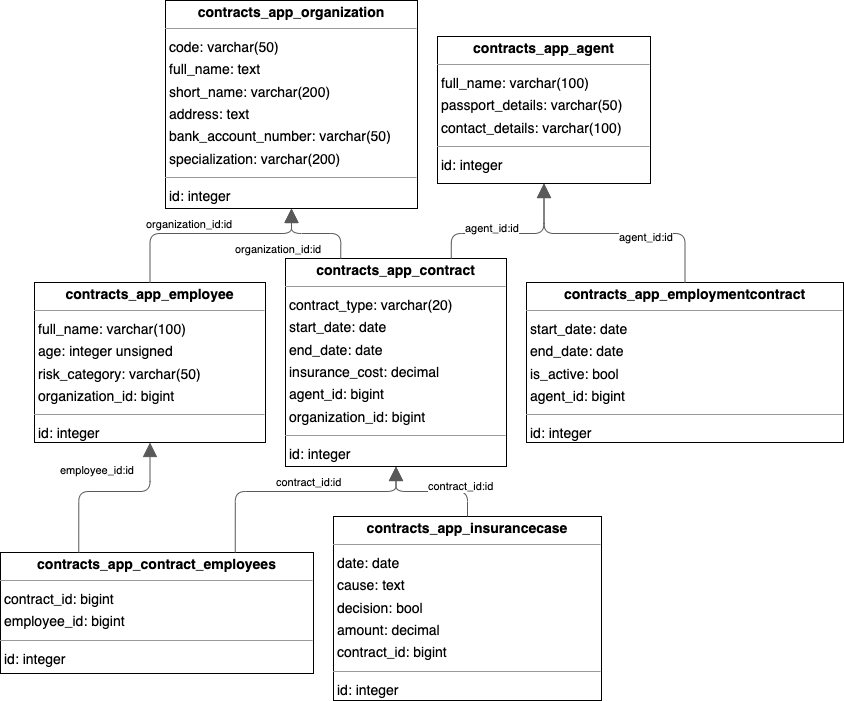 contracts_app_organization
code: varchar(50)
full_name: text
short_name: varchar(200)
address: text
bank_account_number: varchar(50)
specialization: varchar(200)
id: integer
contracts_app_agent
full_name: varchar(100)
passport_details: varchar(50)
contact_details: varchar(100)
id: integer
organization_id:id
organization_id:id
agent_id:id
agent_id:id
contracts_app_employee
full_name: varchar(100)
age: integer unsigned
risk_category: varchar(50)
organization_id: bigint
id: integer
contracts_app_contract
contract_type: varchar(20)
start_date: date
end_date: date
insurance_cost: decimal
agent_id: bigint
organization_id: bigint
id: integer
contracts_app_employmentcontract
start_date: date
end_date: date
is_active: bool
agent_id: bigint
id: integer
employee_id:id
contract_id:id
contract_id:id
contracts_app_contract_employees
contract_id: bigint
employee_id: bigint
id: integer
contracts_app_insurancecase
date: date
cause: text
decision: bool
amount: decimal
contract_id: bigint
id: integer